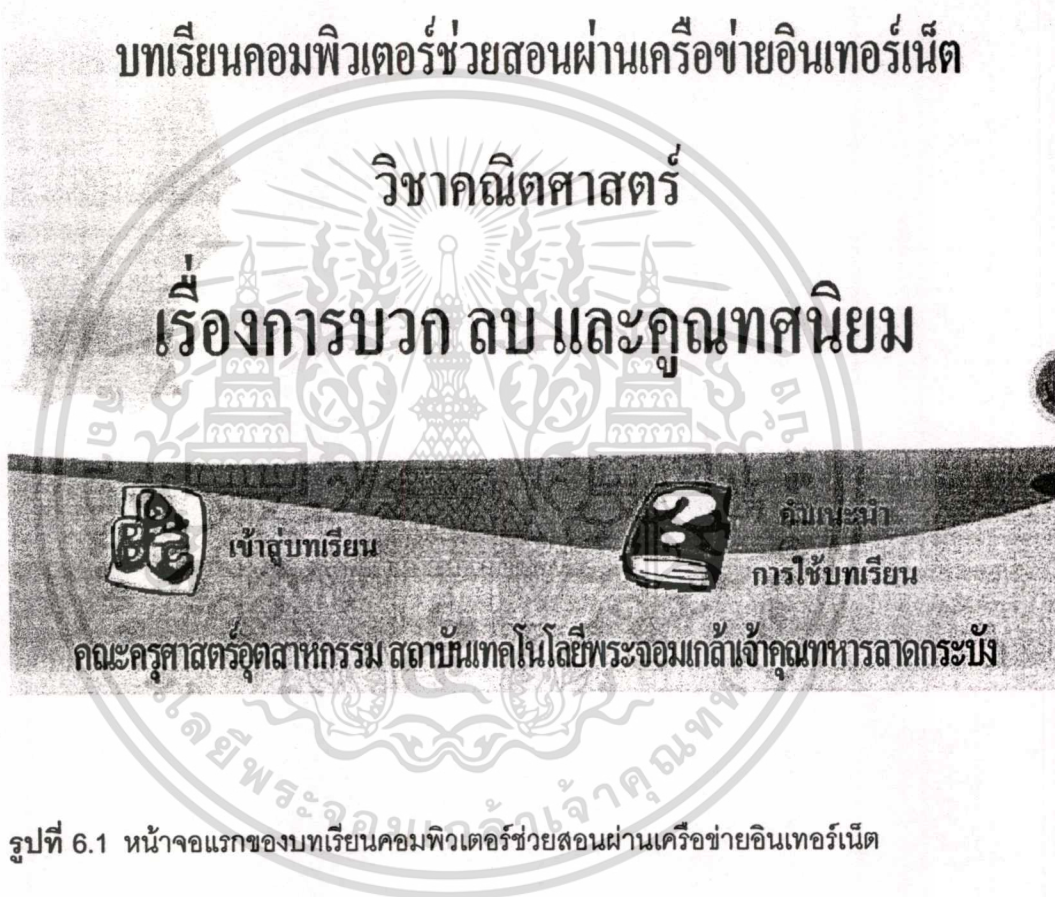 บทเรียนคอมพิวเตอร์ช่วยสอนผ่านเครือข่ายอินเทอร์เน็ต
วิชาคณิตศาสตร์
เรื่องการบวก ลบ และคูณทศนิยม
เข้าสู่บทเรียน
คำแนะนำ
การใช้บทเรียน
คณะครุศาสตร์อุตสาหกรรม สถาบันเทคโนโลยีพระจอมเกล้าเจ้าคุณทหารลาดกระบัง
รูปที่ 6.1 หน้าจอแรกของบทเรียนคอมพิวเตอร์ช่วยสอนผ่านเครือข่ายอินเทอร์เน็ต